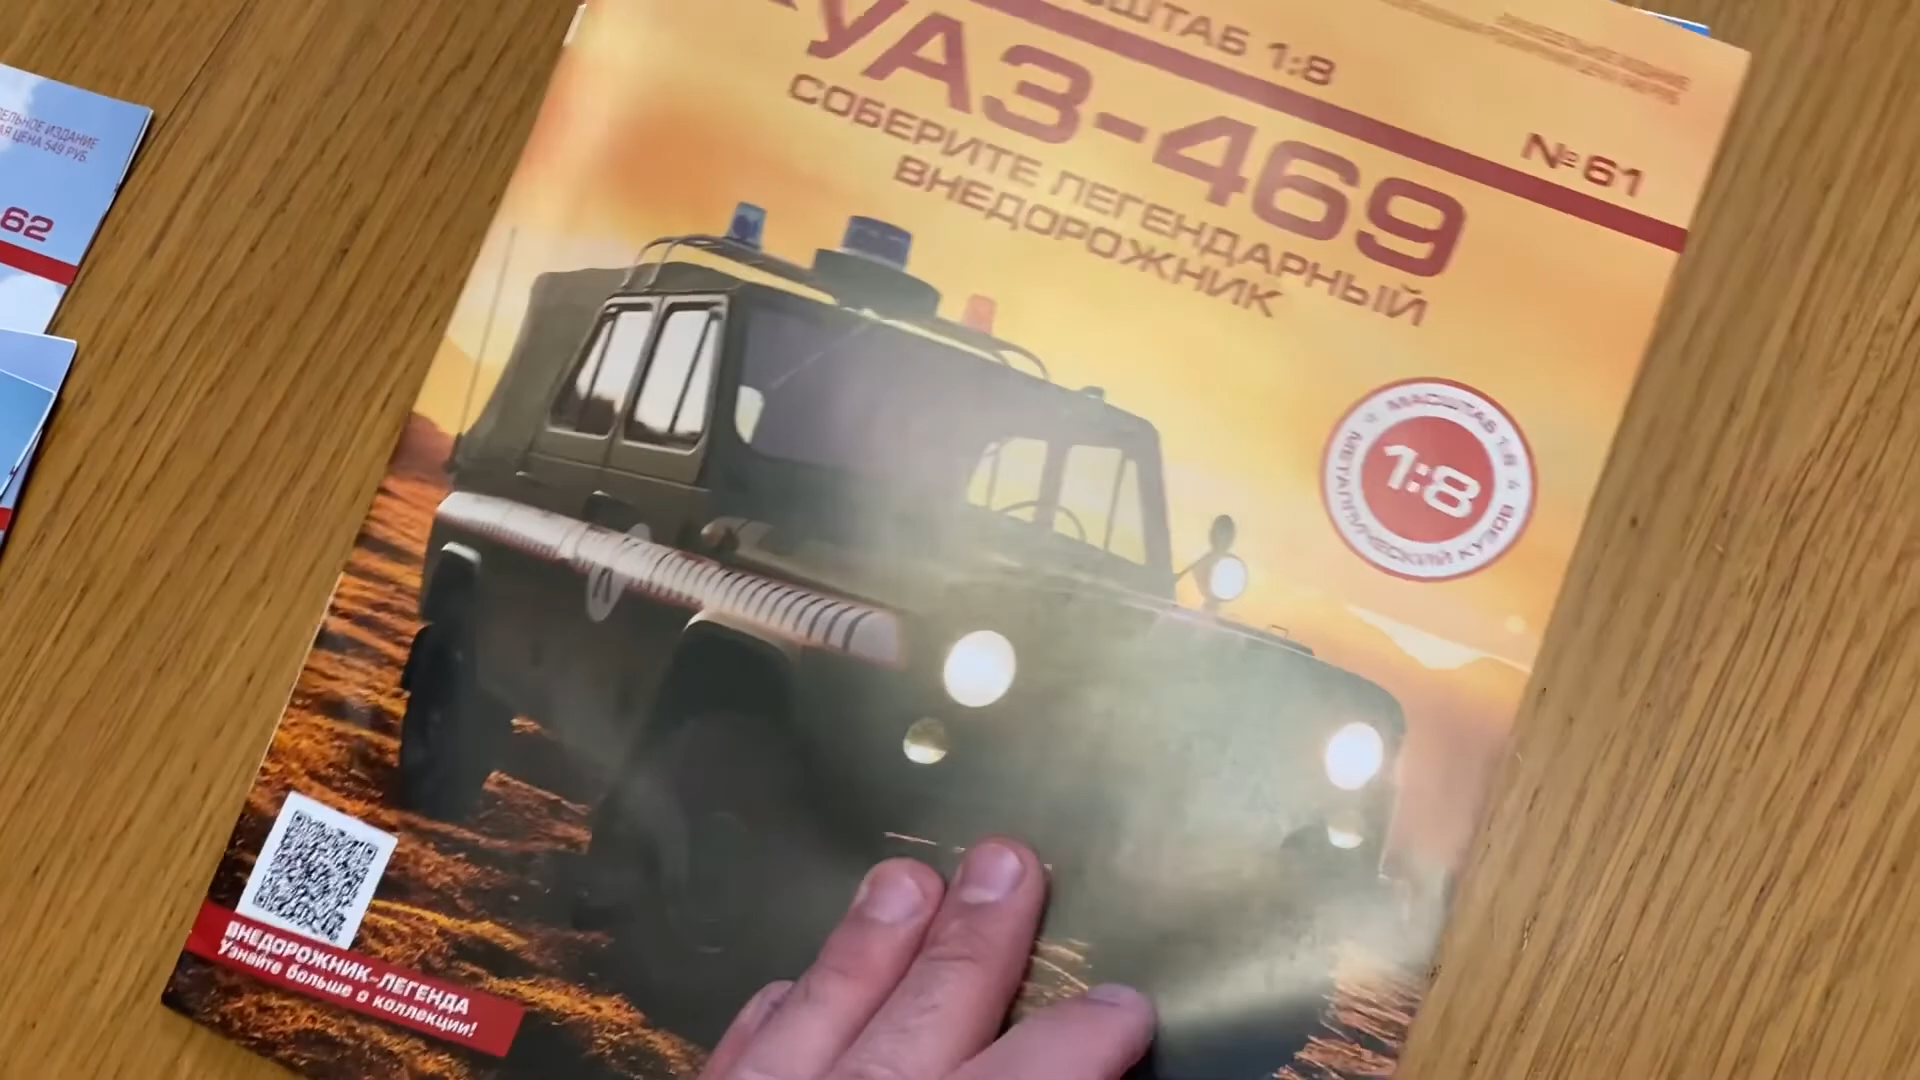 МАСШТАБ 1:8
УАЗ-469
СОБЕРИТЕ ЛЕГЕНДАРНЫЙ
ВНЕДОРОЖНИК
№61
МАСШТАБ 1:8
МЕТАЛЛИЧЕСКИЙ КУЗОВ
1:8
ВНЕДОРОЖНИК-ЛЕГЕНДА
Узнайте больше о коллекции!
ИЗДАНИЕ
ЦЕНА 549 РУБ.
62